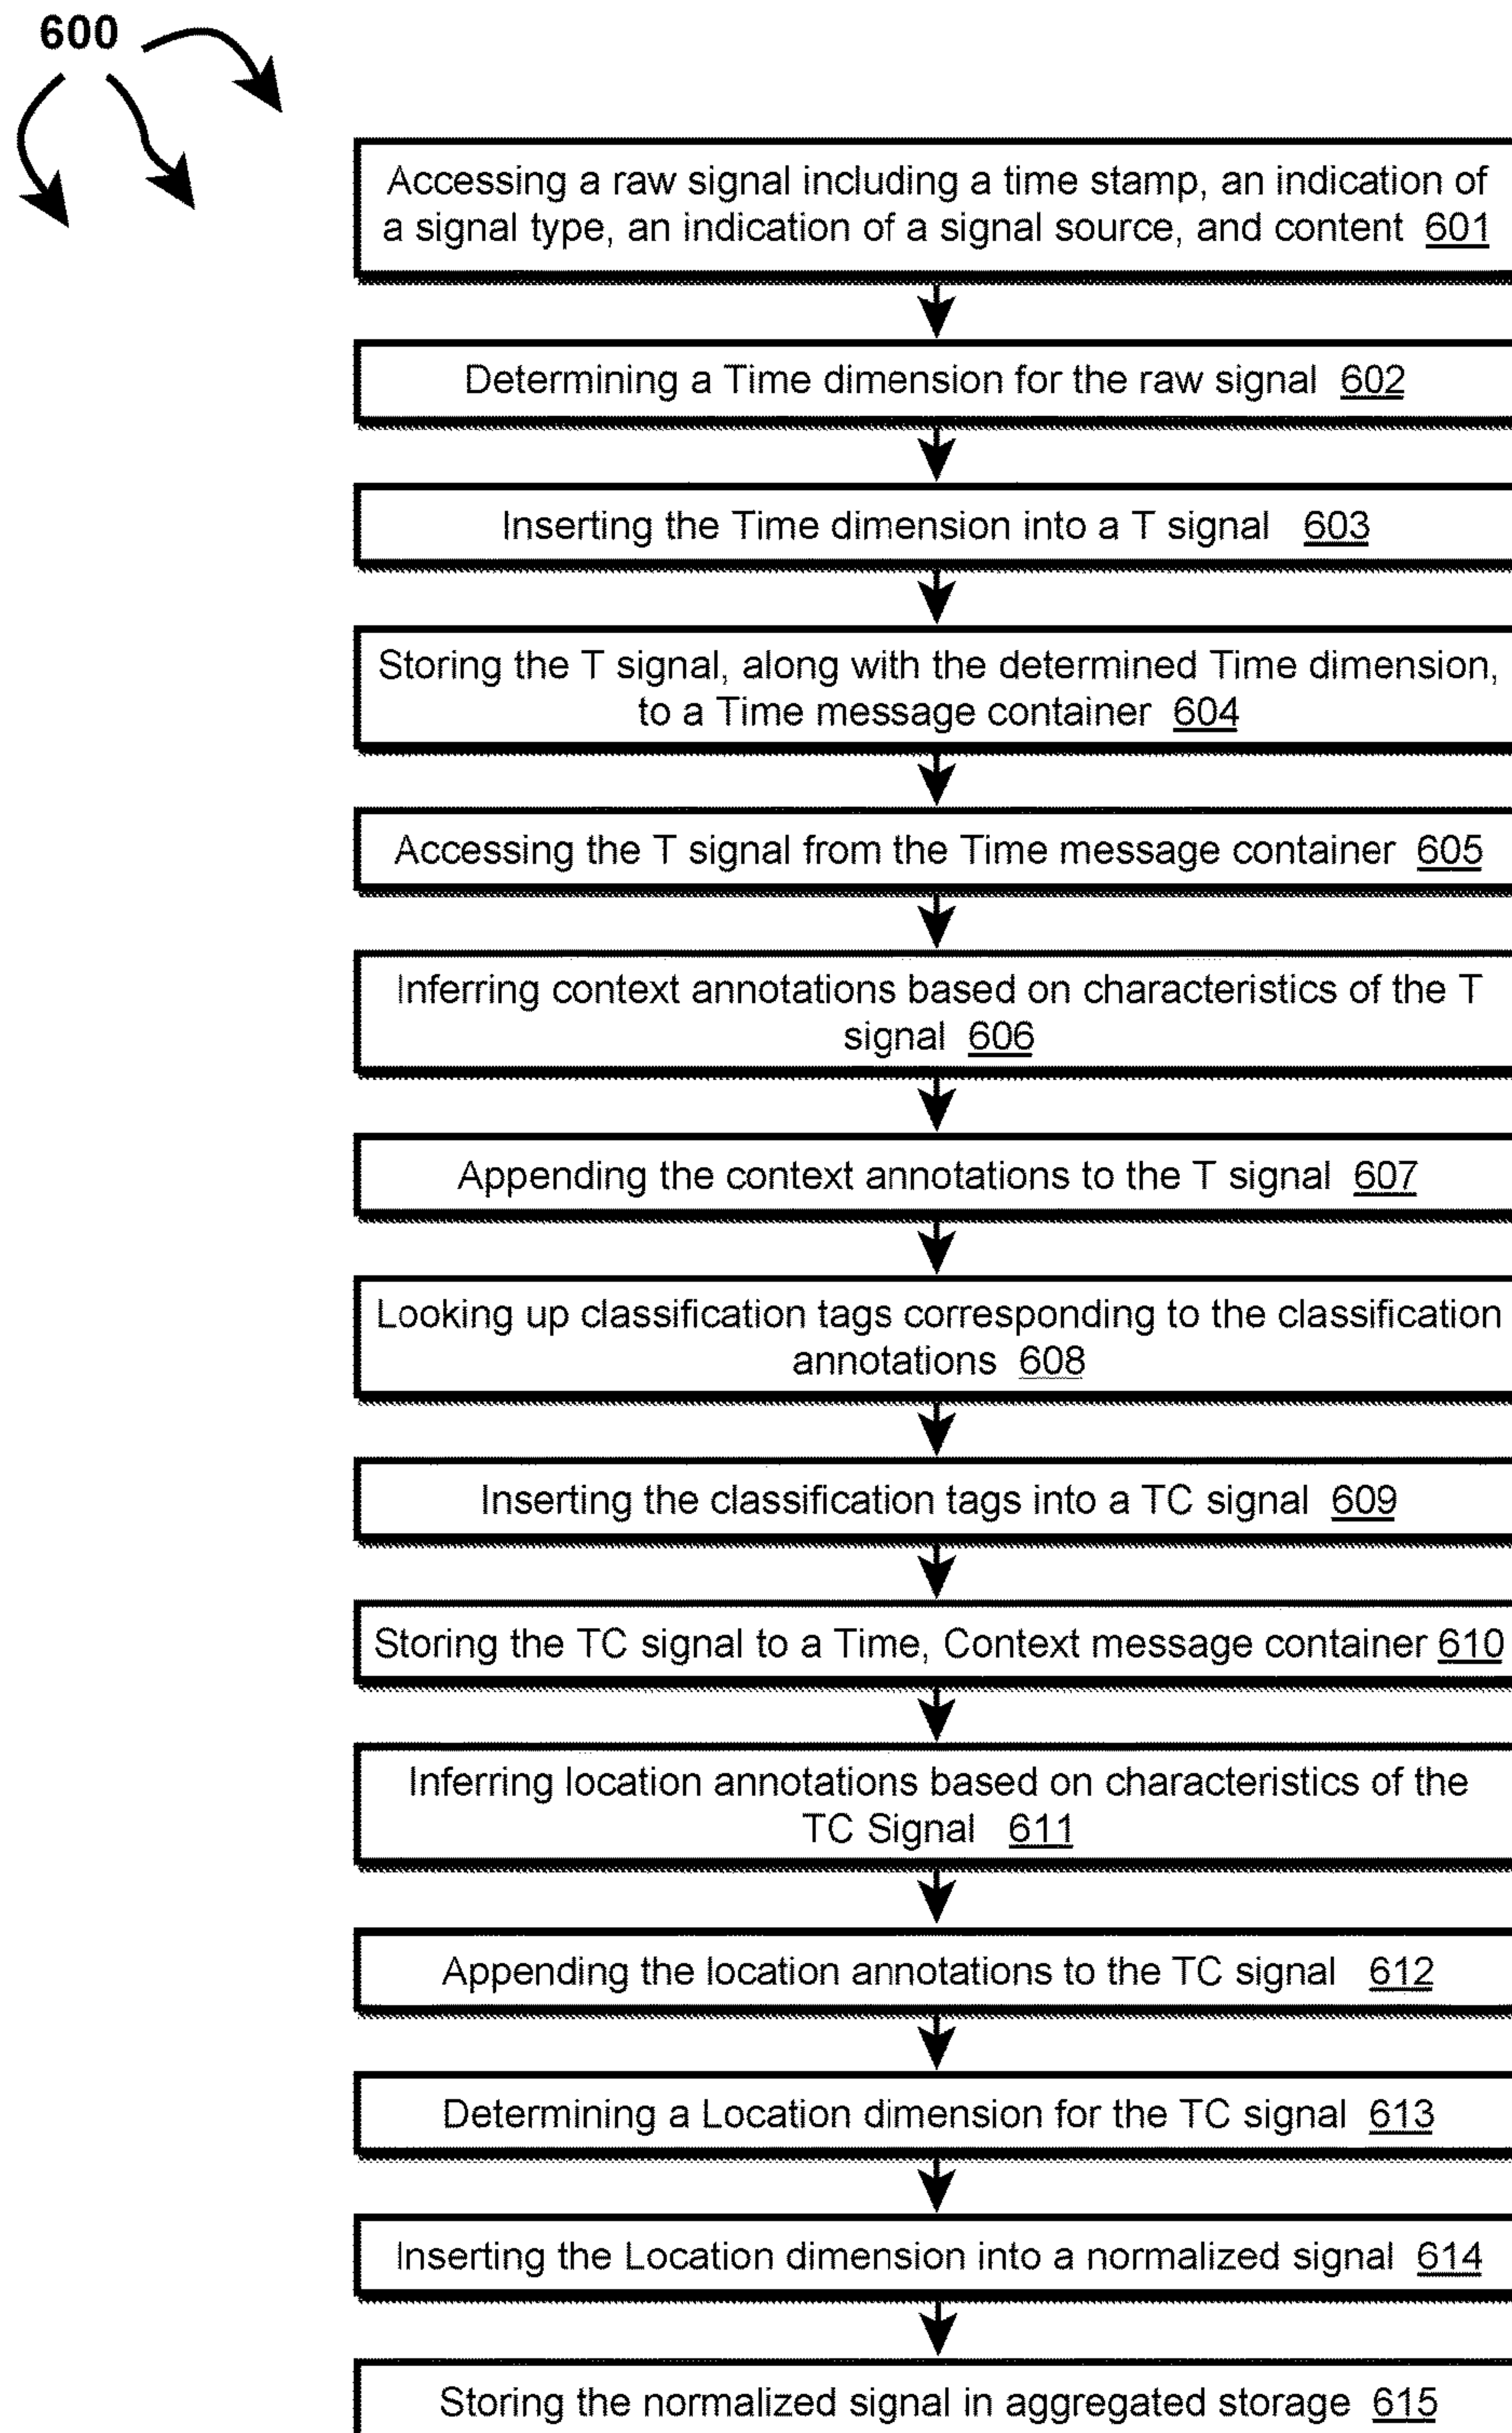 600
Accessing a raw signal including a time stamp, an indication of
a signal type, an indication of a signal source, and content 601
Determining a Time dimension for the raw signal 602
Inserting the Time dimension into a T signal 603
Storing the T signal, along with the determined Time dimension,
to a Time message container 604
Accessing the T signal from the Time message container 605
Inferring context annotations based on characteristics of the T
signal 606
Appending the context annotations to the T signal 607
Looking up classification tags corresponding to the classification
annotations 608
Inserting the classification tags into a TC signal 609
Storing the TC signal to a Time, Context message container 610
Inferring location annotations based on characteristics of the
TC Signal 611
Appending the location annotations to the TC signal 612
Determining a Location dimension for the TC signal 613
Inserting the Location dimension into a normalized signal 614
Storing the normalized signal in aggregated storage 615